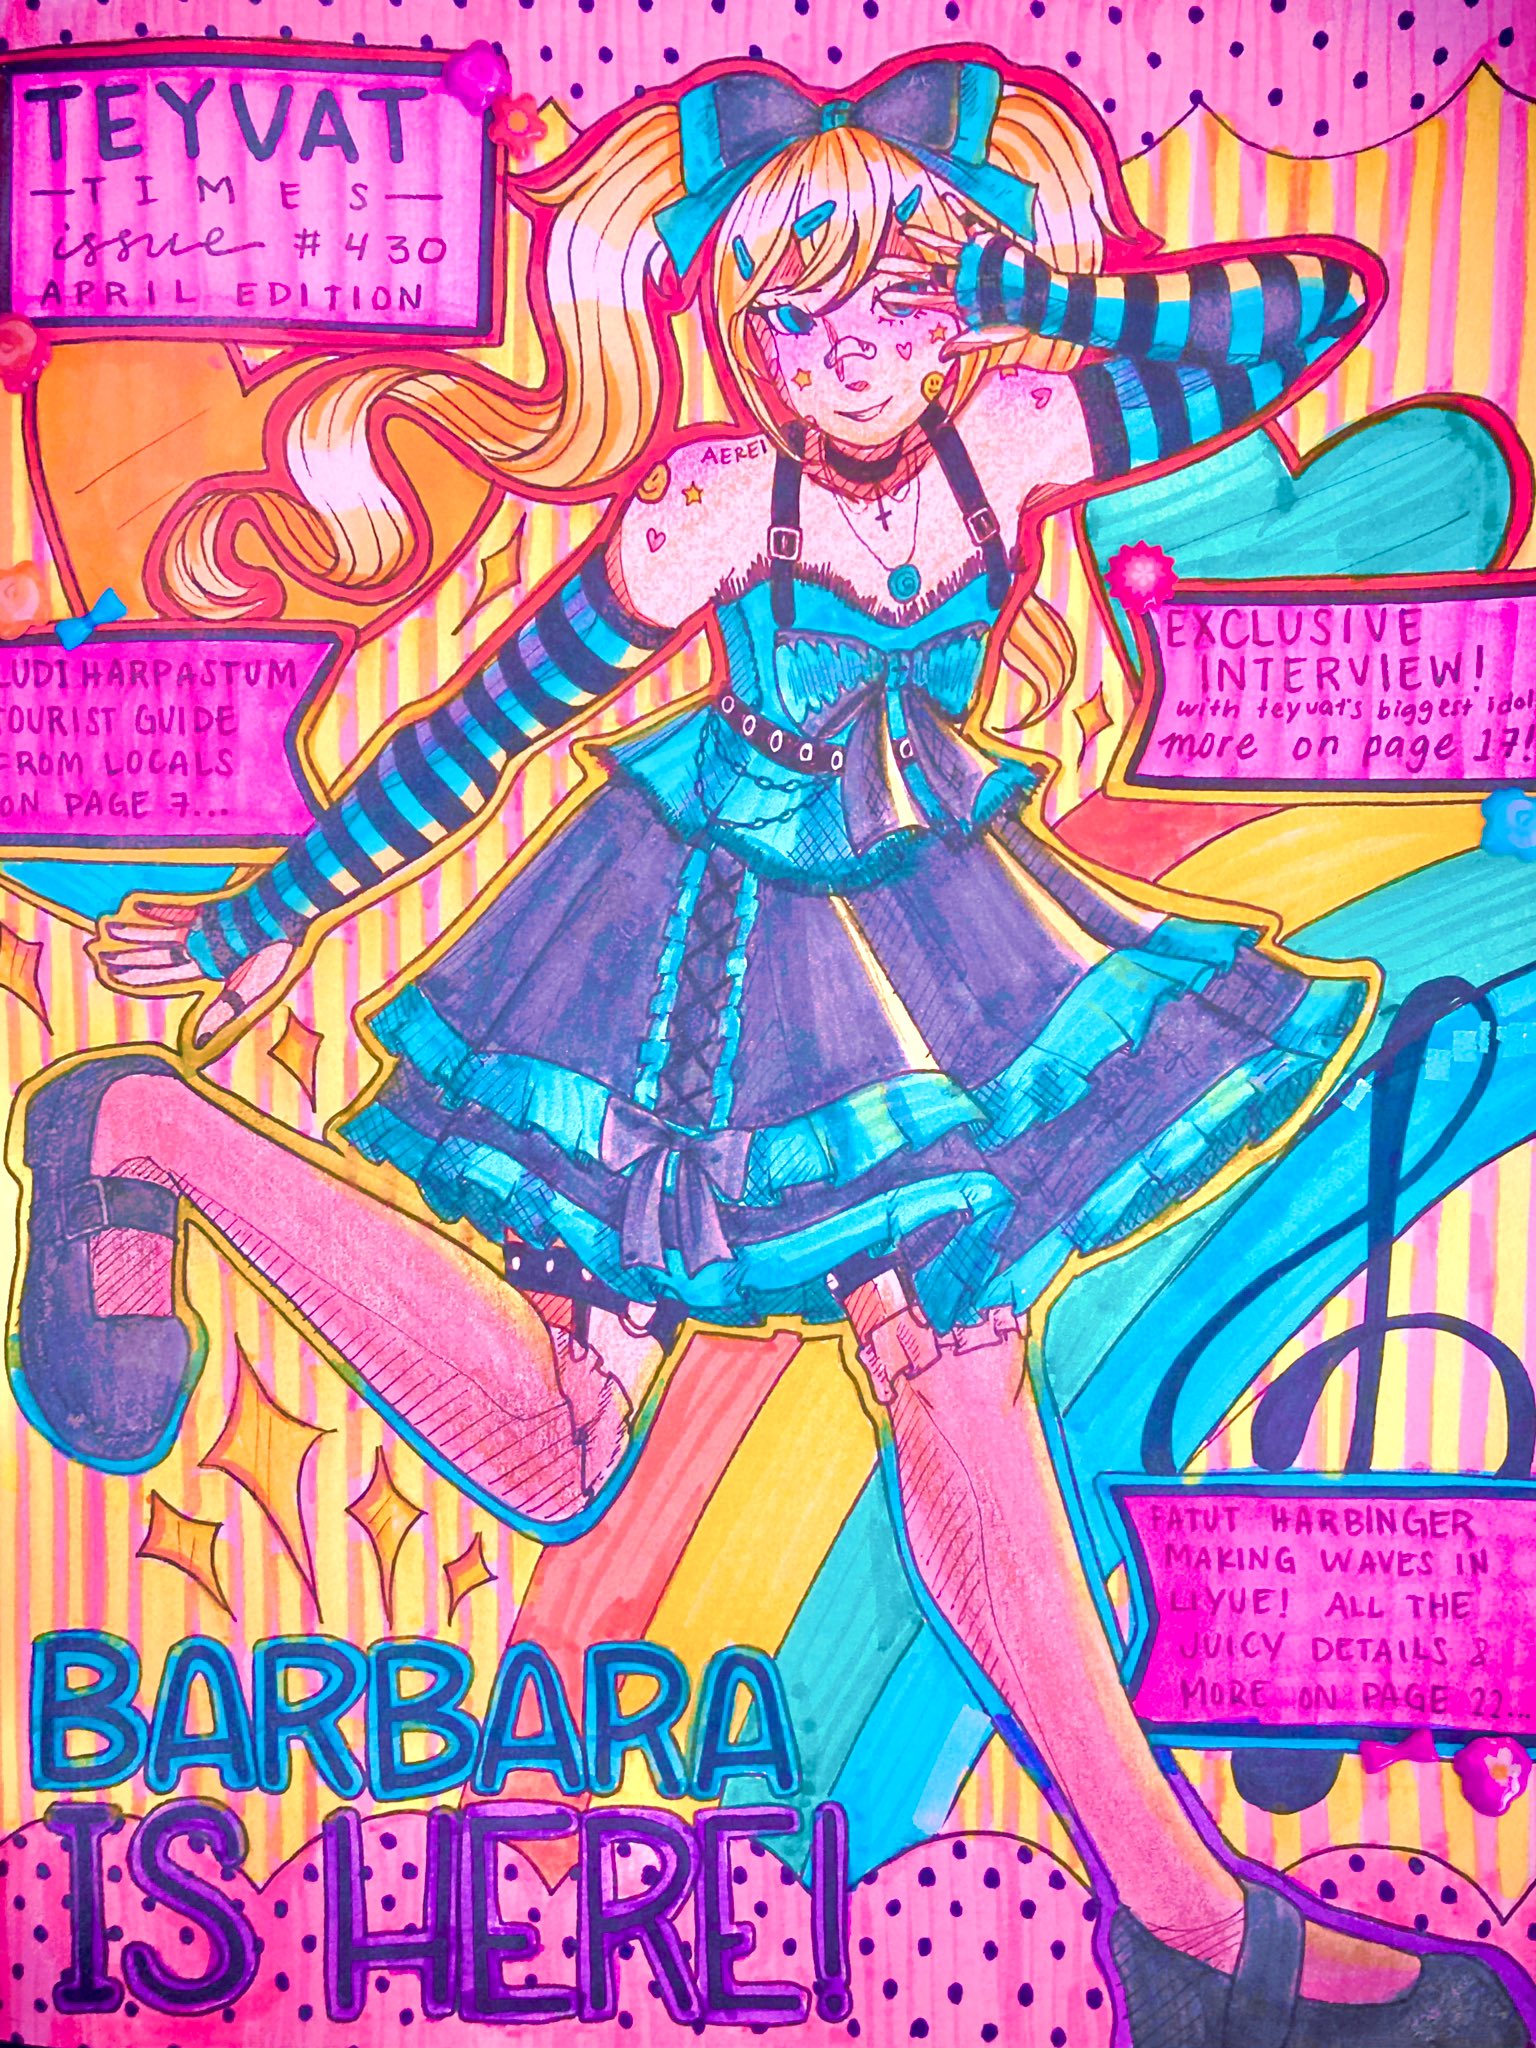 TEYVAT
TIMES
issue #430
APRIL EDITION
LUDI HARPASTUM
TOURIST GUIDE
FROM LOCALS
ON PAGE 7...
AEREI
EXCLUSIVE
INTERVIEW!
with teyvat's biggest idol
more on page 17!
FATUT HARBINGER
MAKING WAVES IN
LIYUE! ALL THE
JUICY DETAILS &
MORE ON PAGE 22...
BARBARA
IS HERE!